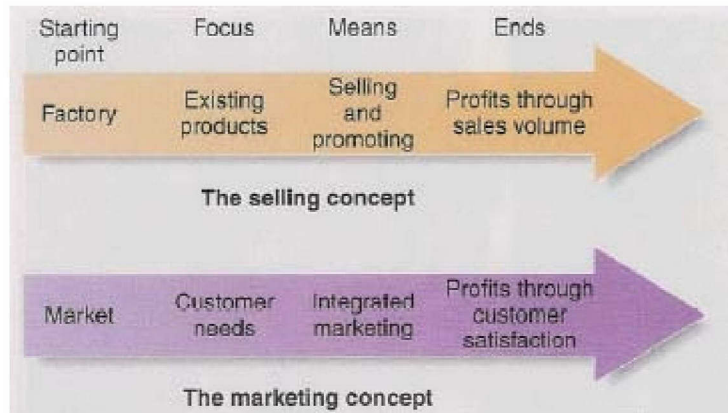 Starting point
Focus
Means
Ends
Factory
Existing products
Selling and promoting
Profits through sales volume
The selling concept
Market
Customer needs
Integrated marketing
Profits through customer satisfaction
The marketing concept